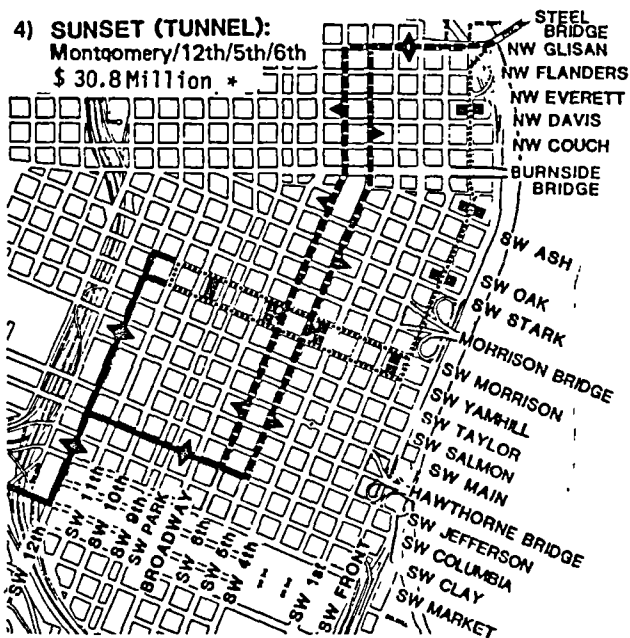 4) SUNSET (TUNNEL):
Montgomery/12th/5th/6th
$ 30.8 Million *
STEEL
BRIDGE
NW GLISAN
NW FLANDERS
NW EVERETT
NW DAVIS
NW COUCH
BURNSIDE
BRIDGE
SW ASH
SW OAK
SW STARK
MORRISON BRIDGE
SW MORRISON
SW YAMHILL
SW TAYLOR
SW SALMON
SW MAIN
HAWTHORNE BRIDGE
SW JEFFERSON
SW COLUMBIA
SW CLAY
SW MARKET
SW 12th
SW 11th
SW 10th
SW 9th
SW PARK
BROADWAY
SW 6th
SW 5th
SW 4th
SW 1st
SW FRONT